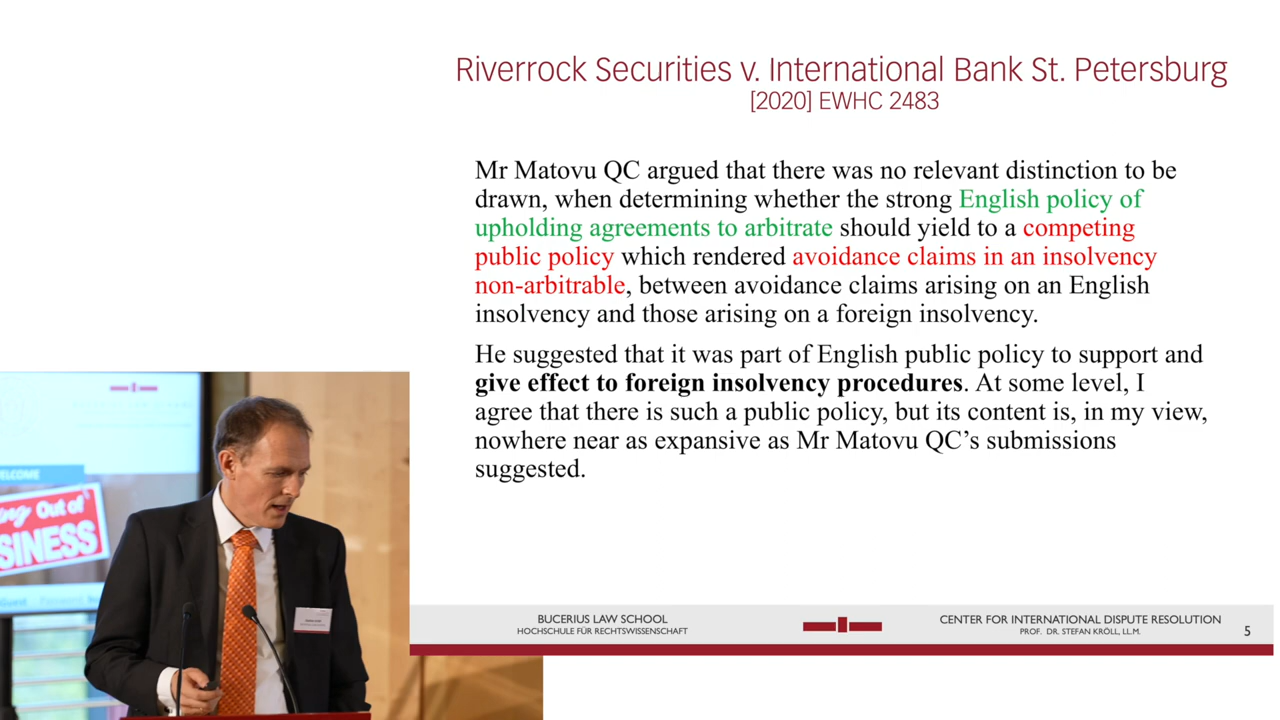 Riverrock Securities v. International Bank St. Petersburg
[2020] EWHC 2483
Mr Matovu QC argued that there was no relevant distinction to be
drawn, when determining whether the strong English policy of
upholding agreements to arbitrate should yield to a competing
public policy which rendered avoidance claims in an insolvency
non-arbitrable, between avoidance claims arising on an English
insolvency and those arising on a foreign insolvency.
He suggested that it was part of English public policy to support and
give effect to foreign insolvency procedures. At some level, I
agree that there is such a public policy, but its content is, in my view,
nowhere near as expansive as Mr Matovu QC’s submissions
suggested.
Out of
BUCERIUS LAW SCHOOL
HOCHSCHULE FÜR RECHTSWISSENSCHAFT
CENTER FOR INTERNATIONAL DISPUTE RESOLUTION
PROF. DR. STEFAN KRÖLL, LL.M.
5